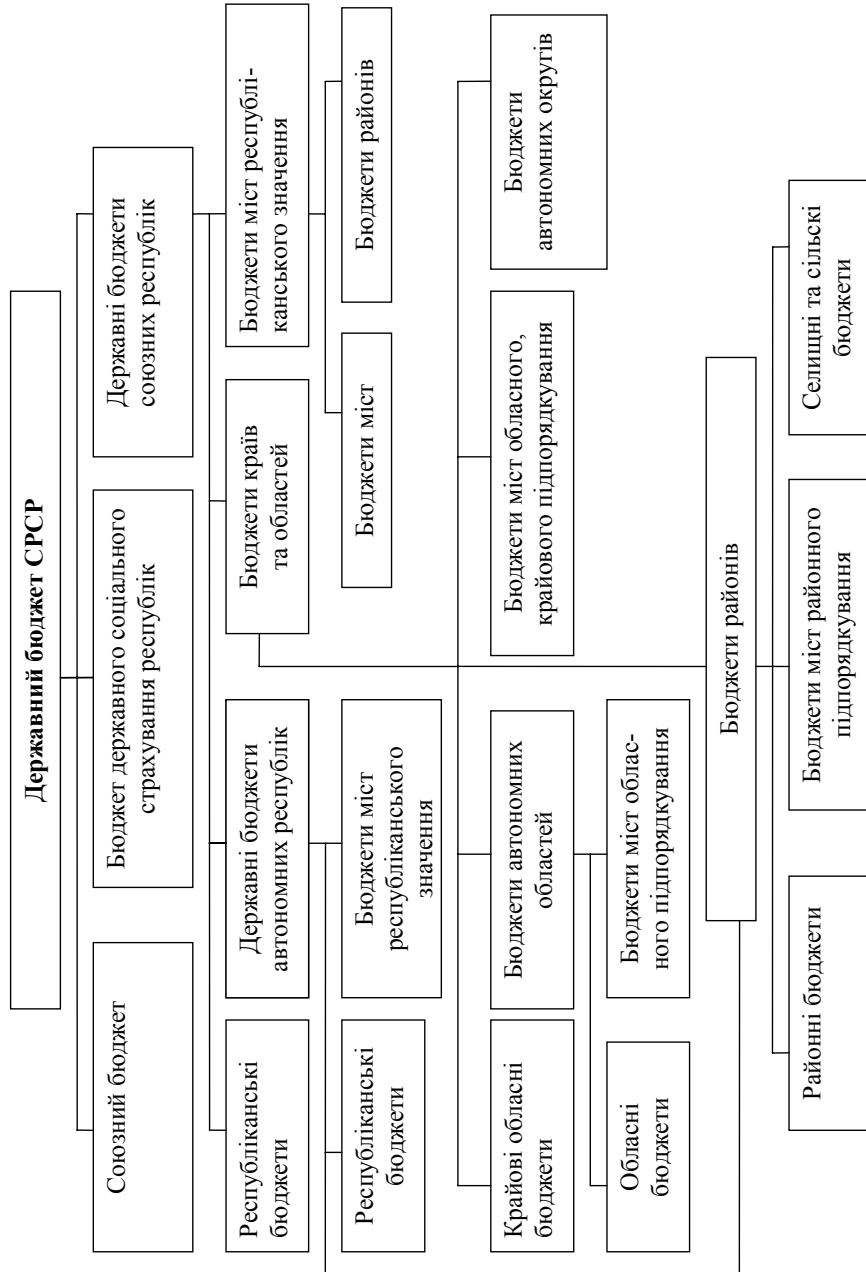 Державний бюджет СРСР
Союзний бюджет
Бюджет державного соціального
страхування республік
Державні бюджети
союзних республік
Республіканські
бюджети
Державні бюджети
автономних республік
Бюджети країв
та областей
Бюджети міст республі-
канського значення
Республіканські
бюджети
Бюджети міст
республіканського
значення
Бюджети міст
Бюджети районів
Крайові обласні
бюджети
Бюджети автономних
областей
Бюджети міст обласного,
крайового підпорядкування
Бюджети
автономних округів
Обласні
бюджети
Бюджети міст облас-
ного підпорядкування
Бюджети районів
Районні бюджети
Бюджети міст районного
підпорядкування
Селищні та сільскі
бюджети